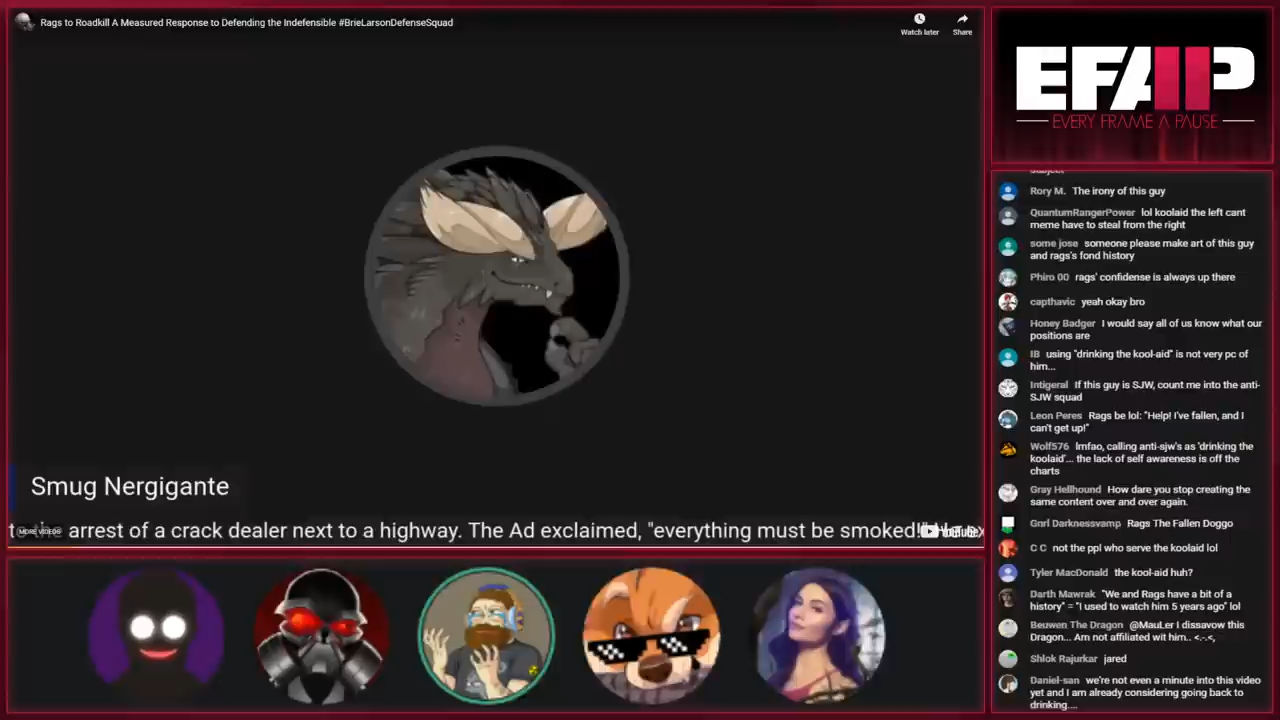 Rags to Roadkill A Measured Response to Defending the Indefensible #BrieLarsonDefenseSquad
Watch later
Share
EFAP
EVERY FRAME A PAUSE
Rory M. The irony of this guy
QuantumRangerPower lol koolaid the left cant
meme have to steal from the right
some jose someone please make art of this guy
and rags's fond history
Phiro 00 rags' confidense is always up there
capthavic yeah okay bro
Honey Badger I would say all of us know what our
positions are
IB using "drinking the kool-aid" is not very pc of
him...
Intigeral If this guy is SJW, count me into the anti-
SJW squad
Leon Peres Rags be lol: "Help! I've fallen, and I
can't get up!"
Wolf576 lmfao, calling anti-sjw's as 'drinking the
koolaid'... the lack of self awareness is off the
charts
Gray Hellhound How dare you stop creating the
same content over and over again.
Gnrl Darknessvamp Rags The Fallen Doggo
C C not the ppl who serve the koolaid lol
Tyler MacDonald the kool-aid huh?
Darth Mawrak "We and Rags have a bit of a
history" = "I used to watch him 5 years ago" lol
Beuwen The Dragon @MauLer I dissavow this
Dragon... Am not affiliated wit him.. <.-.<,
Shlok Rajurkar jared
Daniel-san we're not even a minute into this video
yet and I am already considering going back to
drinking....
Smug Nergigante
MORE VIDEOS
arrest of a crack dealer next to a highway. The Ad exclaimed, "everything must be smoked!
YouTube